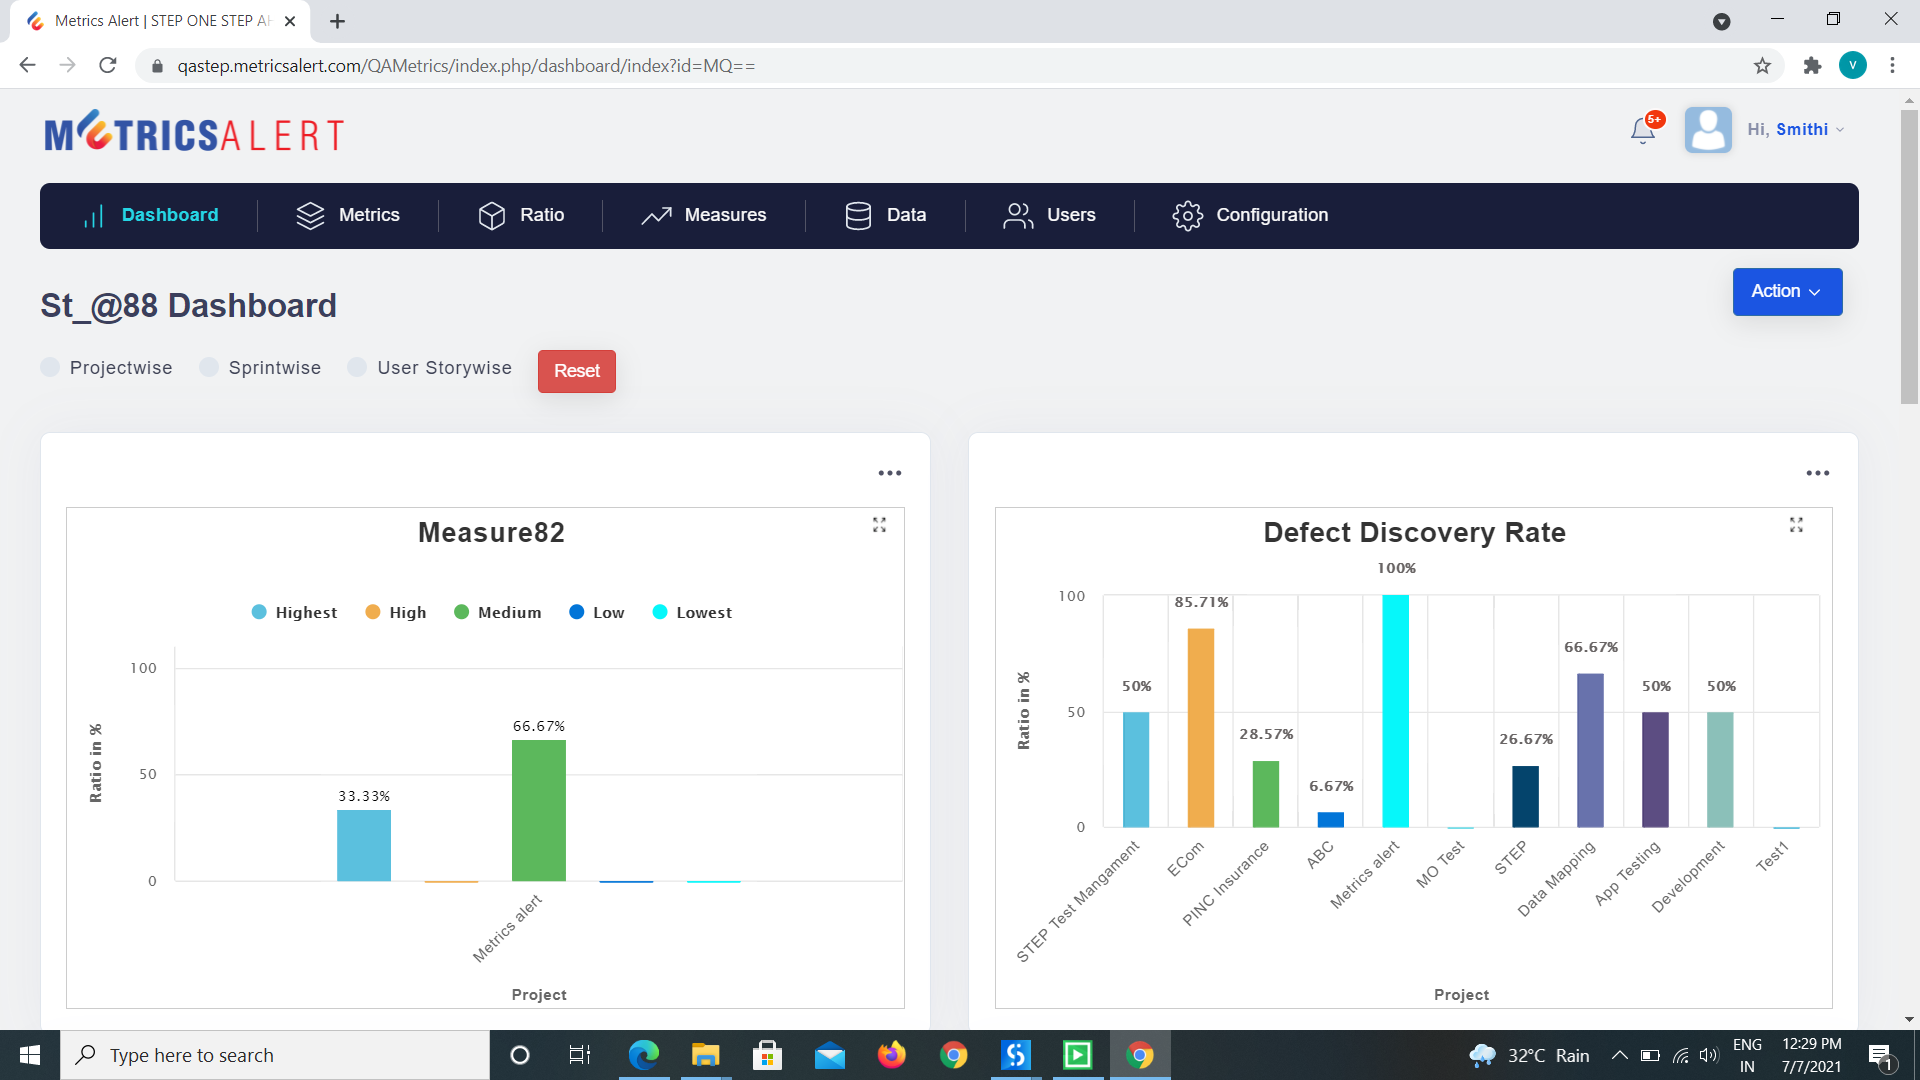 Metrics Alert | STEP ONE STEP AH
qastep.metricsalert.com/QAMetrics/index.php/dashboard/index?id=MQ==
V
METRICSALERT
5+
Hi, Smithi
Dashboard
Metrics
Ratio
Measures
Data
Users
Configuration
St_@88 Dashboard
Action
Projectwise
Sprintwise
User Storywise
Reset
Measure82
Highest
High
Medium
Low
Lowest
Ratio in %
100
50
0
33.33%
66.67%
Metrics alert
Project
Defect Discovery Rate
Ratio in %
100
50
0
50%
85.71%
28.57%
6.67%
100%
26.67%
66.67%
50%
50%
STEP Test Mangament
ECom
PINC Insurance
ABC
Metrics alert
MO Test
STEP
Data Mapping
App Testing
Development
Test1
Project
Type here to search
32°C Rain
ENG
IN
12:29 PM
7/7/2021
1